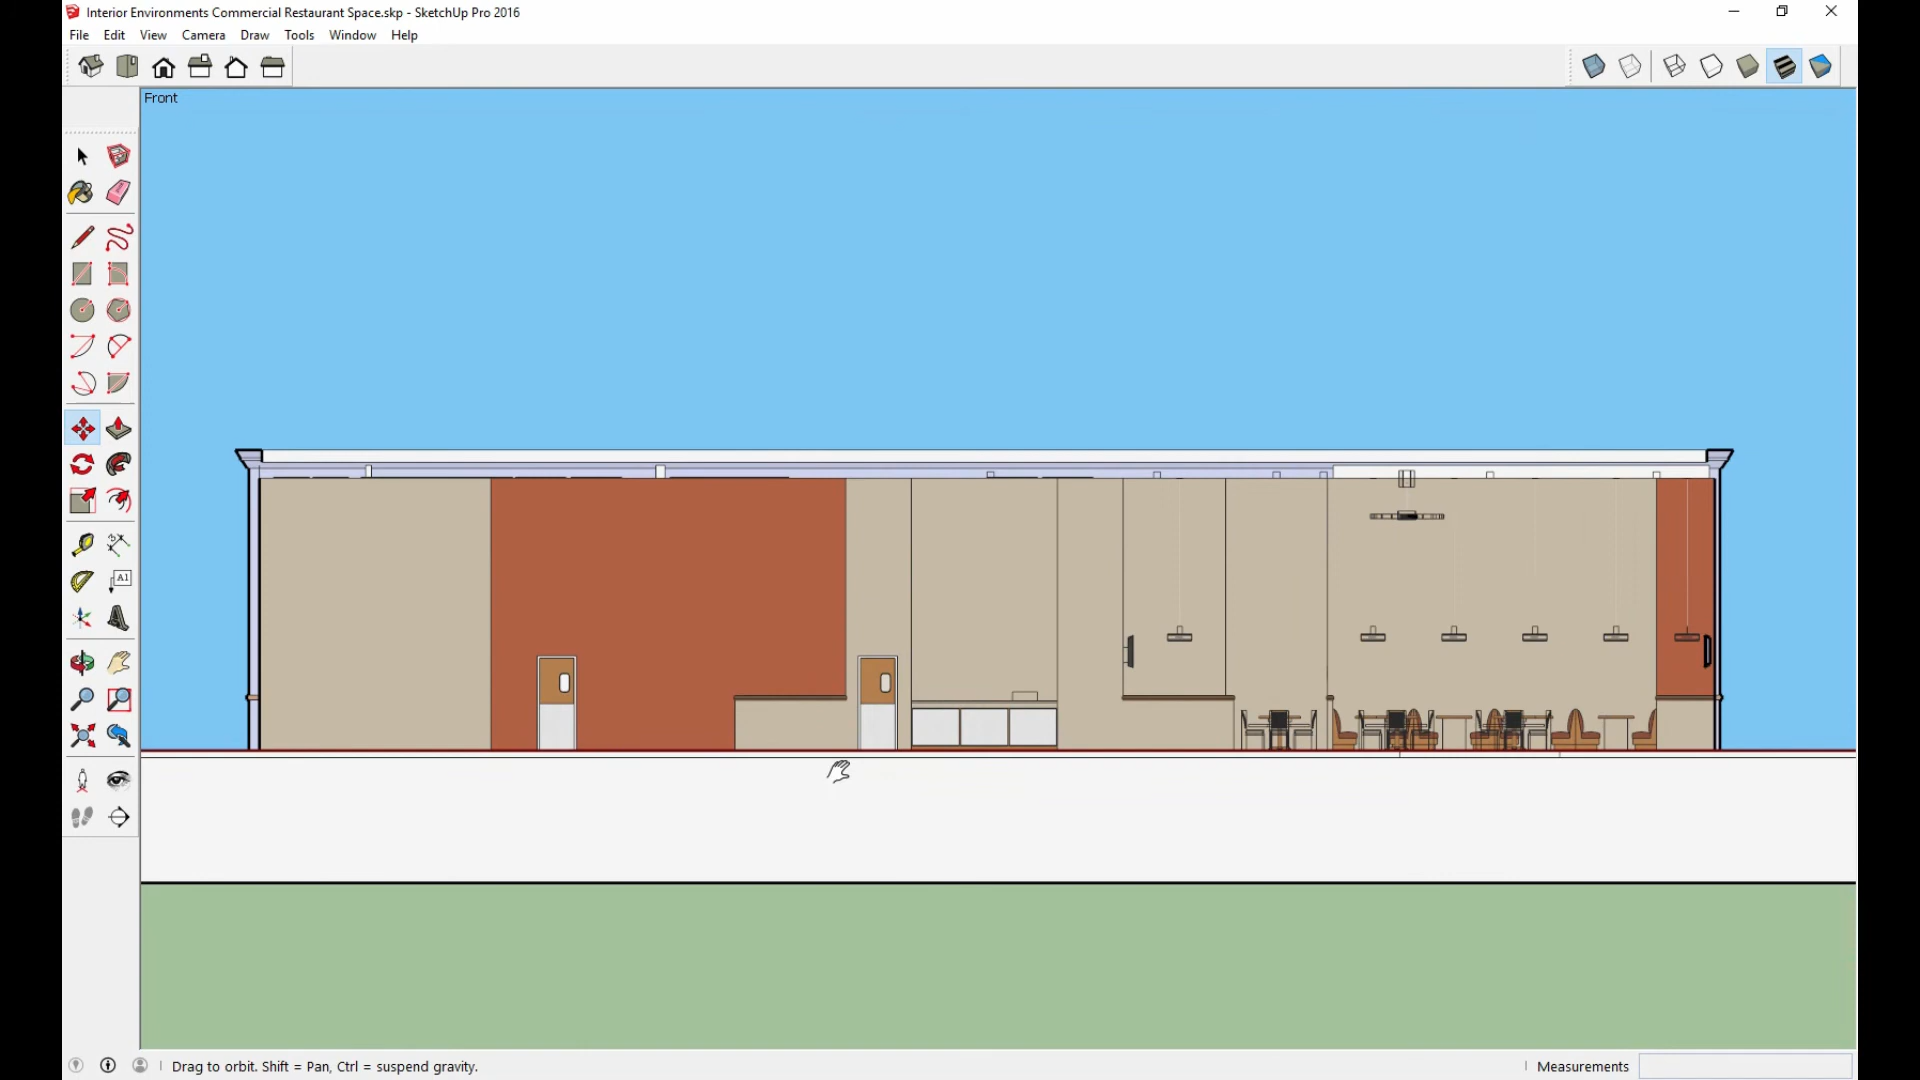 Interior Environments Commercial Restaurant Space.skp - SketchUp Pro 2016
File Edit View Camera Draw Tools Window Help
Front
A1
Drag to orbit. Shift = Pan, Ctrl = suspend gravity.
Measurements